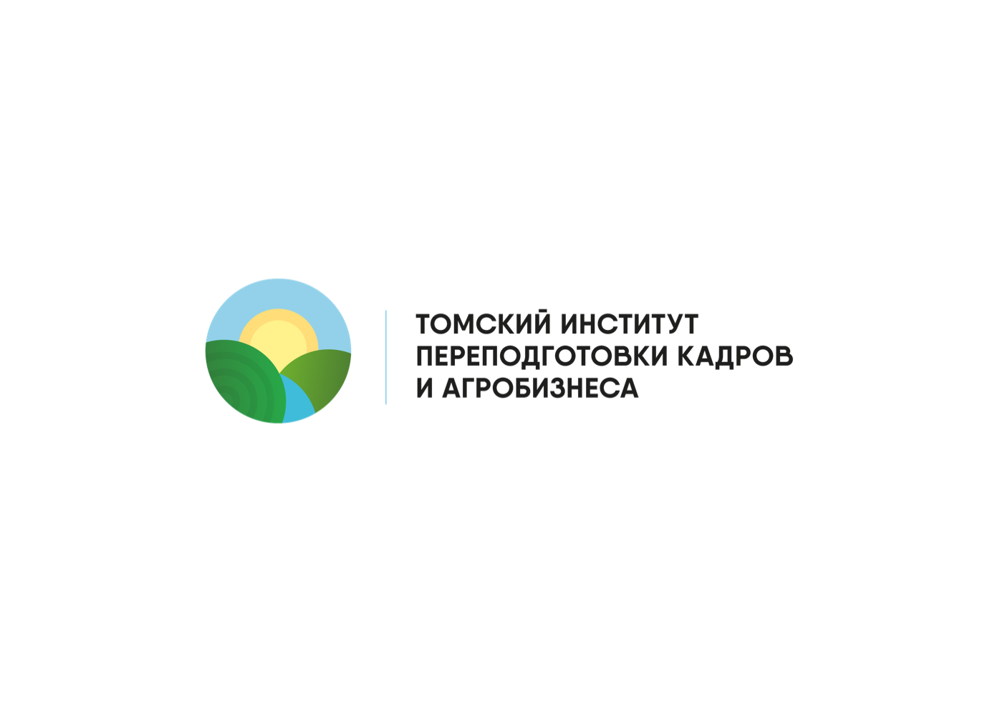 ТОМСКИЙ ИНСТИТУТ
ПЕРЕПОДГОТОВКИ КАДРОВ
И АГРОБИЗНЕСА